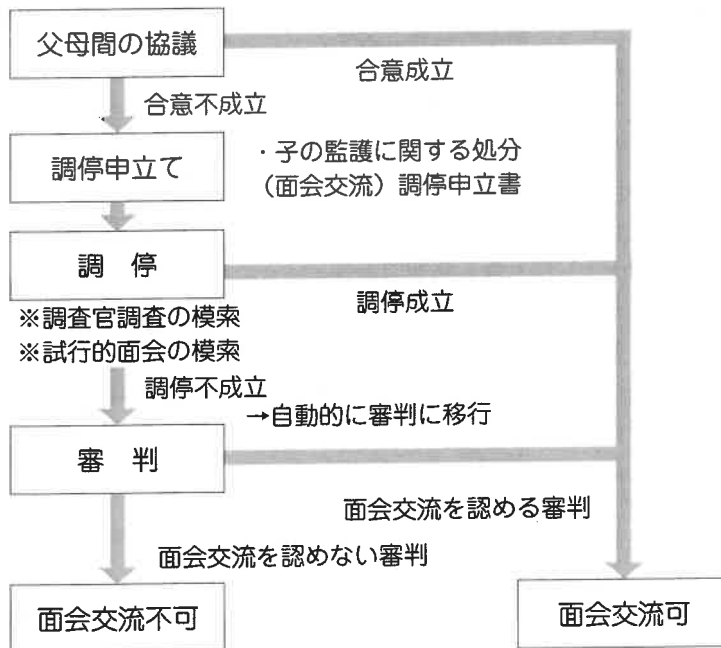 父母間の協議
合意成立
合意不成立
調停申立て
・子の監護に関する処分
（面会交流）調停申立書
調　停
調停成立
※調査官調査の模索
※試行的面会の模索
調停不成立
→自動的に審判に移行
審　判
面会交流を認める審判
面会交流を認めない審判
面会交流不可
面会交流可